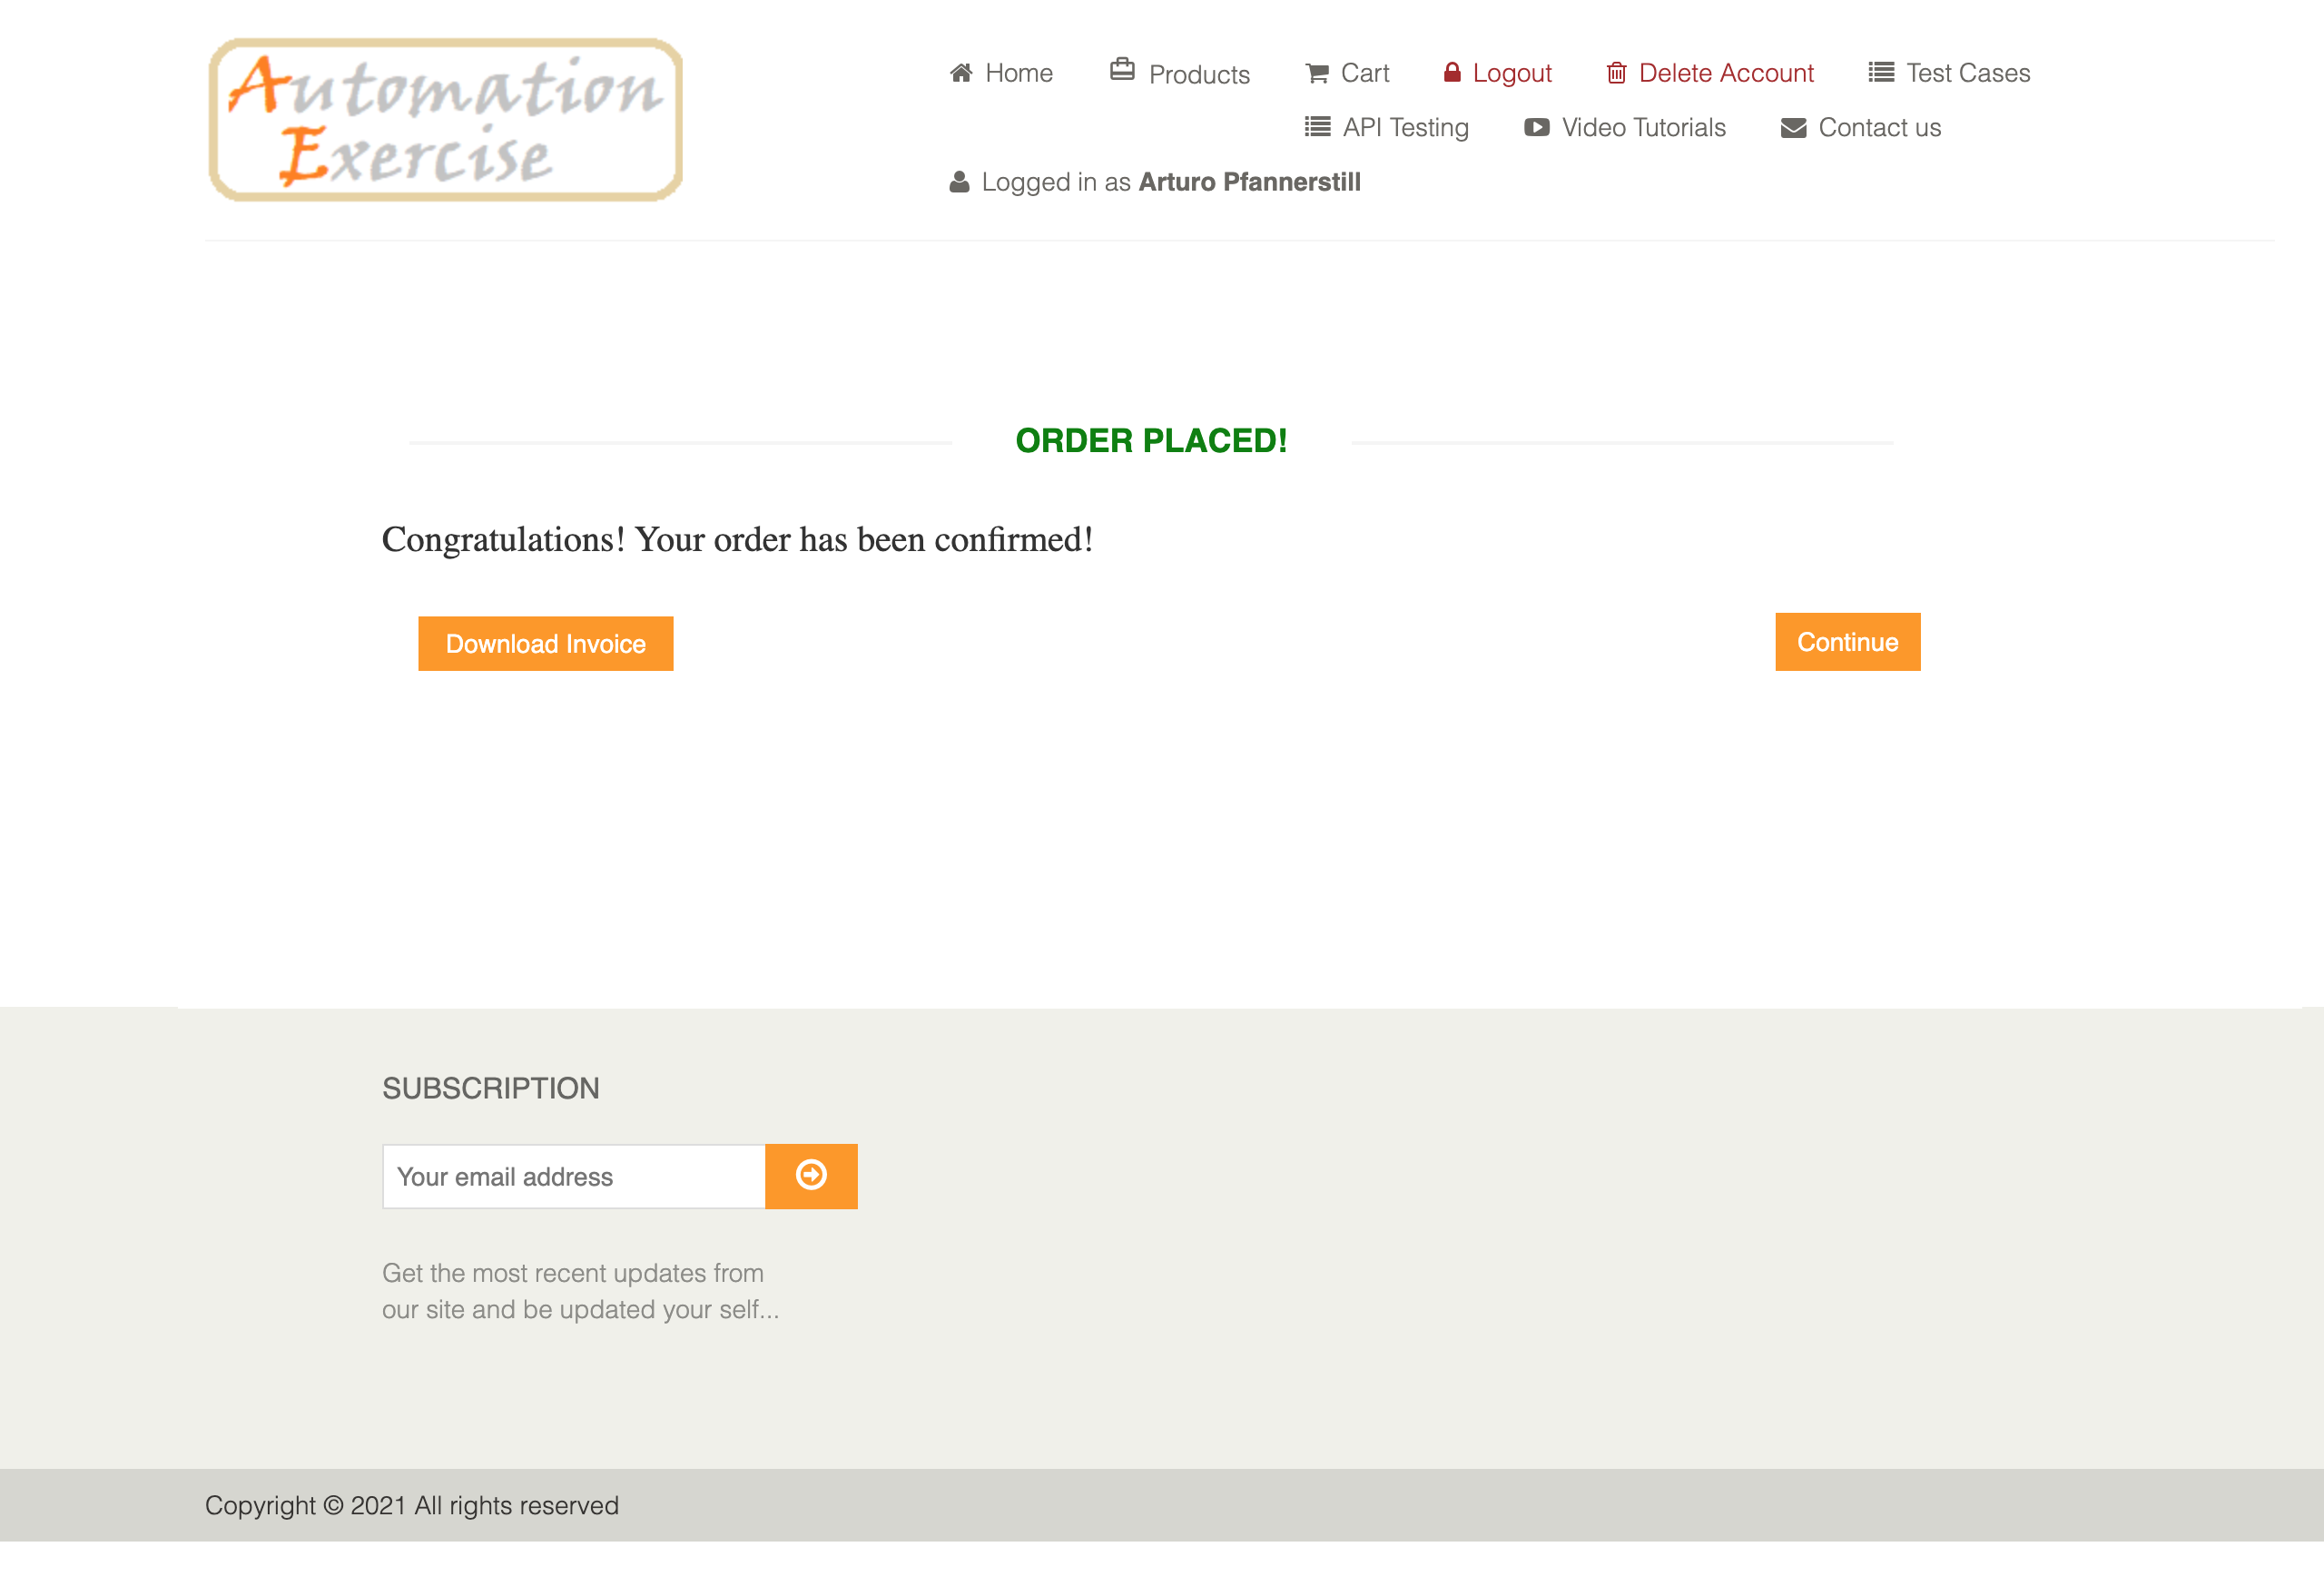 Automation
Exercise
Home Products Cart Logout Delete Account Test Cases
API Testing Video Tutorials Contact us
Logged in as Arturo Pfannerstill
ORDER PLACED!
Congratulations! Your order has been confirmed!
Download Invoice Continue
SUBSCRIPTION
Your email address
Get the most recent updates from
our site and be updated your self...
Copyright © 2021 All rights reserved